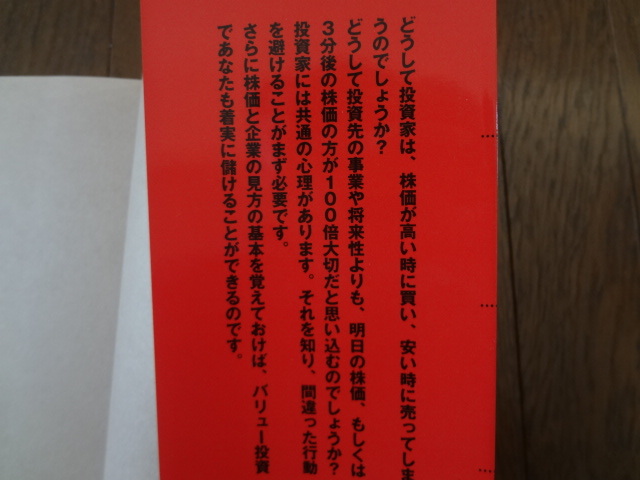 どうして投資家は、株価が高い時に買い、安い時に売ってしま
うのでしょうか?
どうして投資先の事業や将来性よりも、明日の株価、もしくは
3分後の株価の方が100倍大切だと思い込むのでしょうか?
投資家には共通の心理があります。それを知り、間違った行動
を避けることがまず必要です。
さらに株価と企業の見方の基本を覚えておけば、バリュー投資
であなたも着実に儲けることができるのです。